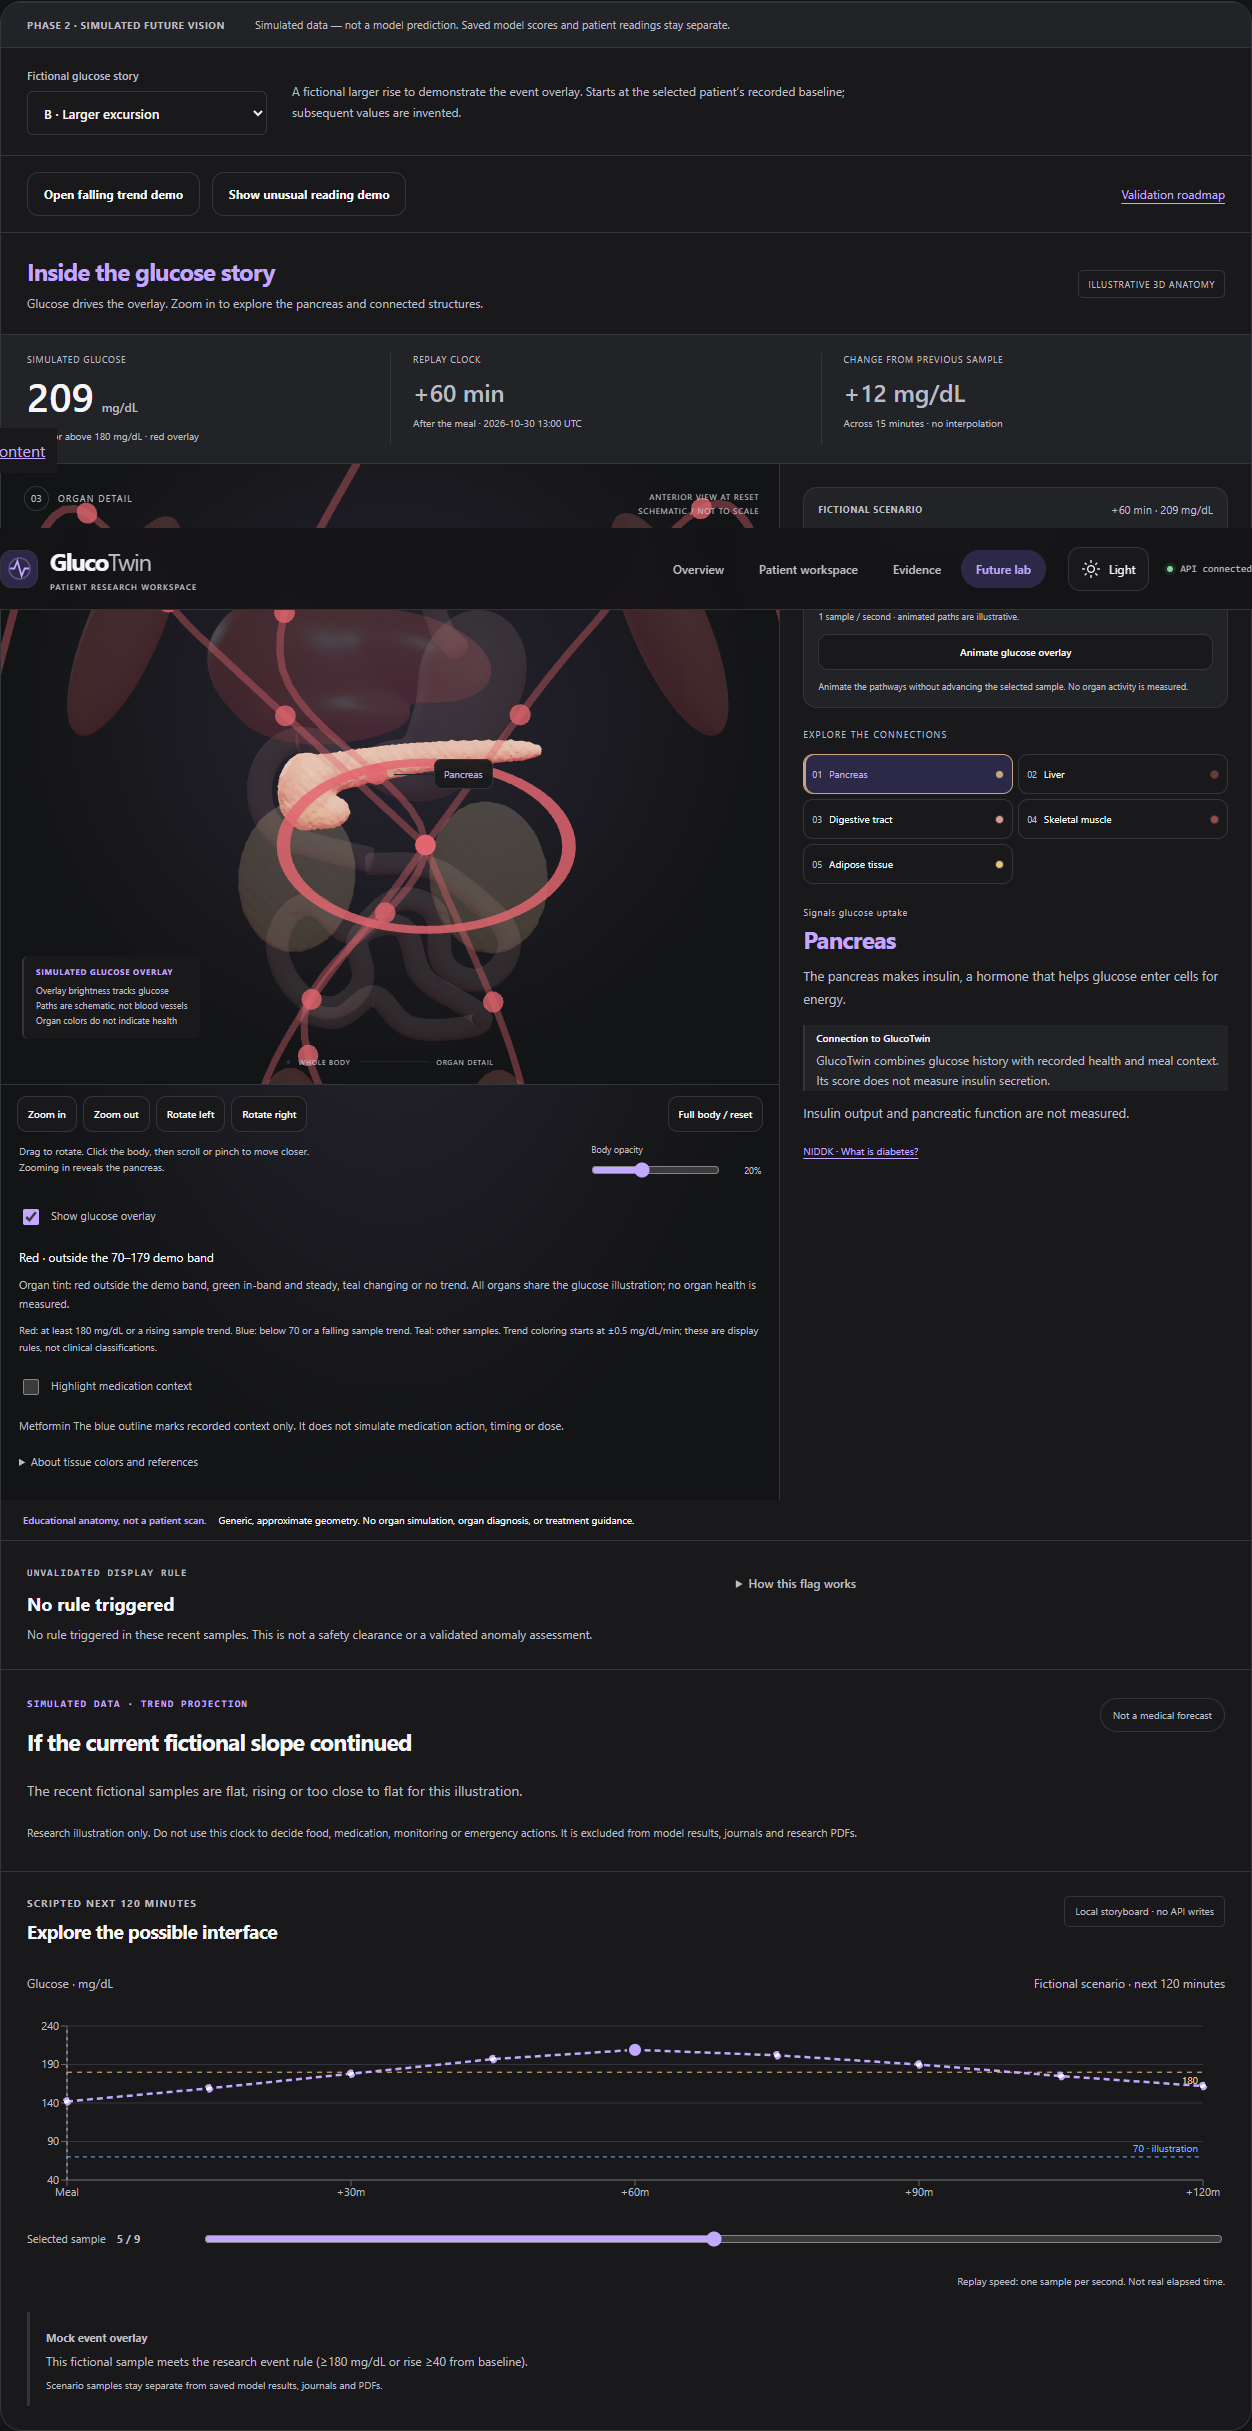 PHASE 2 · SIMULATED FUTURE VISION
Simulated data — not a model prediction. Saved model scores and patient readings stay separate.
Fictional glucose story
B · Larger excursion
A fictional larger rise to demonstrate the event overlay. Starts at the selected patient's recorded baseline;
subsequent values are invented.
Open falling trend demo
Show unusual reading demo
Validation roadmap
Inside the glucose story
Glucose drives the overlay. Zoom in to explore the pancreas and connected structures.
ILLUSTRATIVE 3D ANATOMY
SIMULATED GLUCOSE
209 mg/dL
r above 180 mg/dL · red overlay
REPLAY CLOCK
+60 min
After the meal · 2026-10-30 13:00 UTC
CHANGE FROM PREVIOUS SAMPLE
+12 mg/dL
Across 15 minutes · no interpolation
ontent
03 ORGAN DETAIL
ANTERIOR VIEW AT RESET
SCHEMATIC / NOT TO SCALE
FICTIONAL SCENARIO
+60 min · 209 mg/dL
GlucoTwin
PATIENT RESEARCH WORKSPACE
Overview
Patient workspace
Evidence
Future lab
Light
API connected
1 sample / second · animated paths are illustrative.
Animate glucose overlay
Animate the pathways without advancing the selected sample. No organ activity is measured.
EXPLORE THE CONNECTIONS
01 Pancreas
02 Liver
03 Digestive tract
04 Skeletal muscle
05 Adipose tissue
Pancreas
SIMULATED GLUCOSE OVERLAY
Overlay brightness tracks glucose
Paths are schematic, not blood vessels
Organ colors do not indicate health
WHOLE BODY
ORGAN DETAIL
Signals glucose uptake
Pancreas
The pancreas makes insulin, a hormone that helps glucose enter cells for
energy.
Connection to GlucoTwin
GlucoTwin combines glucose history with recorded health and meal context.
Its score does not measure insulin secretion.
Insulin output and pancreatic function are not measured.
NIDDK · What is diabetes?
Zoom in
Zoom out
Rotate left
Rotate right
Full body / reset
Drag to rotate. Click the body, then scroll or pinch to move closer.
Zooming in reveals the pancreas.
Body opacity
20%
Show glucose overlay
Red · outside the 70–179 demo band
Organ tint: red outside the demo band, green in-band and steady, teal changing or no trend. All organs share the glucose illustration; no organ health is
measured.
Red: at least 180 mg/dL or a rising sample trend. Blue: below 70 or a falling sample trend. Teal: other samples. Trend coloring starts at ±0.5 mg/dL/min; these are display
rules, not clinical classifications.
Highlight medication context
Metformin The blue outline marks recorded context only. It does not simulate medication action, timing or dose.
About tissue colors and references
Educational anatomy, not a patient scan. Generic, approximate geometry. No organ simulation, organ diagnosis, or treatment guidance.
UNVALIDATED DISPLAY RULE
No rule triggered
No rule triggered in these recent samples. This is not a safety clearance or a validated anomaly assessment.
How this flag works
SIMULATED DATA · TREND PROJECTION
If the current fictional slope continued
Not a medical forecast
The recent fictional samples are flat, rising or too close to flat for this illustration.
Research illustration only. Do not use this clock to decide food, medication, monitoring or emergency actions. It is excluded from model results, journals and research PDFs.
SCRIPTED NEXT 120 MINUTES
Explore the possible interface
Local storyboard · no API writes
Glucose · mg/dL
Fictional scenario · next 120 minutes
240
190
180
140
90
70 · illustration
40
Meal
+30m
+60m
+90m
+120m
Selected sample 5 / 9
Replay speed: one sample per second. Not real elapsed time.
Mock event overlay
This fictional sample meets the research event rule (≥180 mg/dL or rise ≥40 from baseline).
Scenario samples stay separate from saved model results, journals and PDFs.